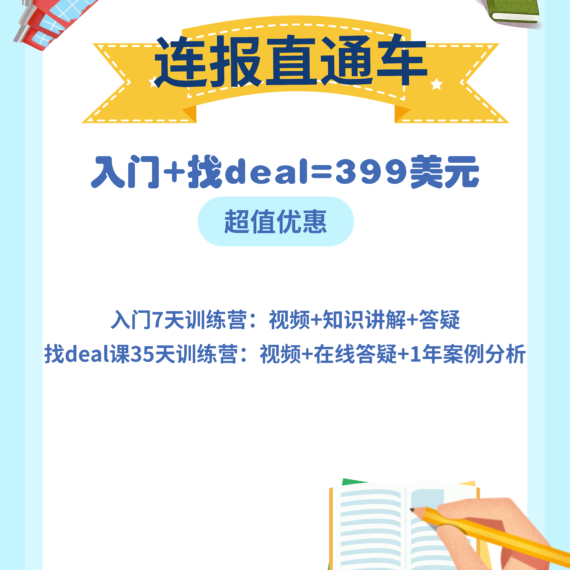 连报直通车
入门+找deal=399美元
超值优惠
入门7天训练营：视频+知识讲解+答疑
找deal课35天训练营：视频+在线答疑+1年案例分析